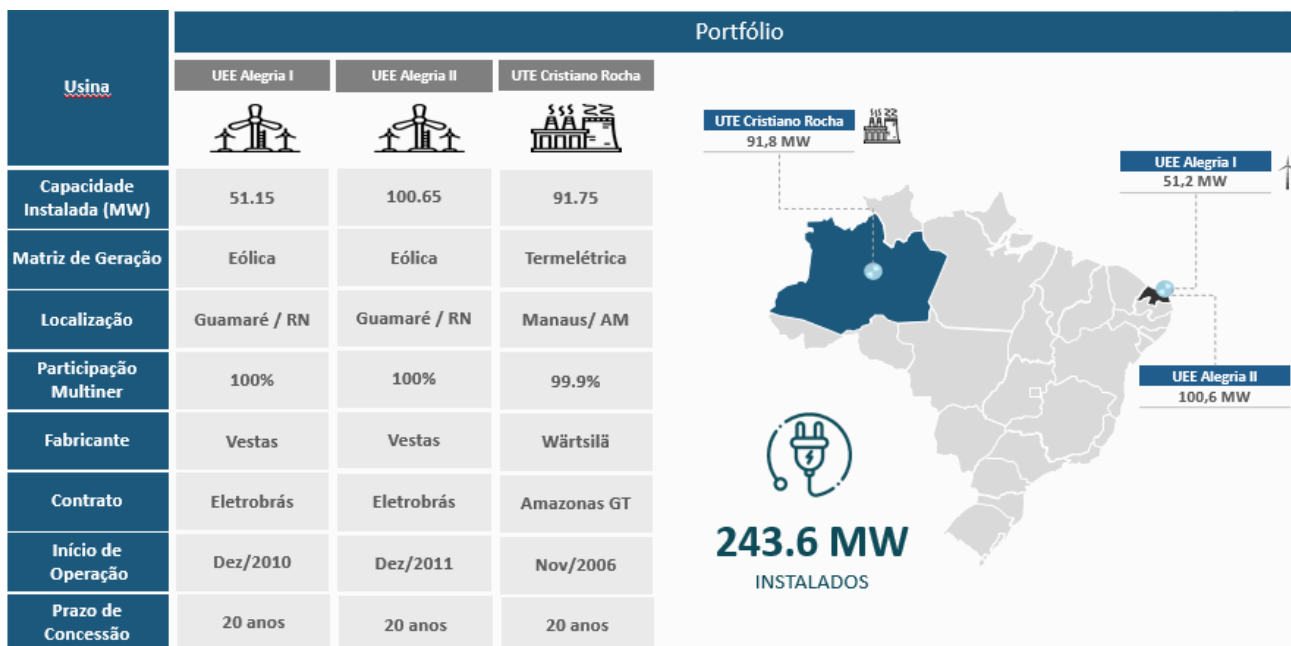 Portfólio
Usina
UEE Alegria I
UEE Alegria II
UTE Cristiano Rocha
Capacidade
Instalada (MW)
51.15
100.65
91.75
Matriz de Geração
Eólica
Eólica
Termelétrica
Localização
Guamaré / RN
Guamaré / RN
Manaus/ AM
Participação
Multiner
100%
100%
99.9%
Fabricante
Vestas
Vestas
Wärtsilä
Contrato
Eletrobrás
Eletrobrás
Amazonas GT
Início de
Operação
Dez/2010
Dez/2011
Nov/2006
Prazo de
Concessão
20 anos
20 anos
20 anos
UTE Cristiano Rocha
91,8 MW
UEE Alegria I
51,2 MW
UEE Alegria II
100,6 MW
243.6 MW
INSTALADOS